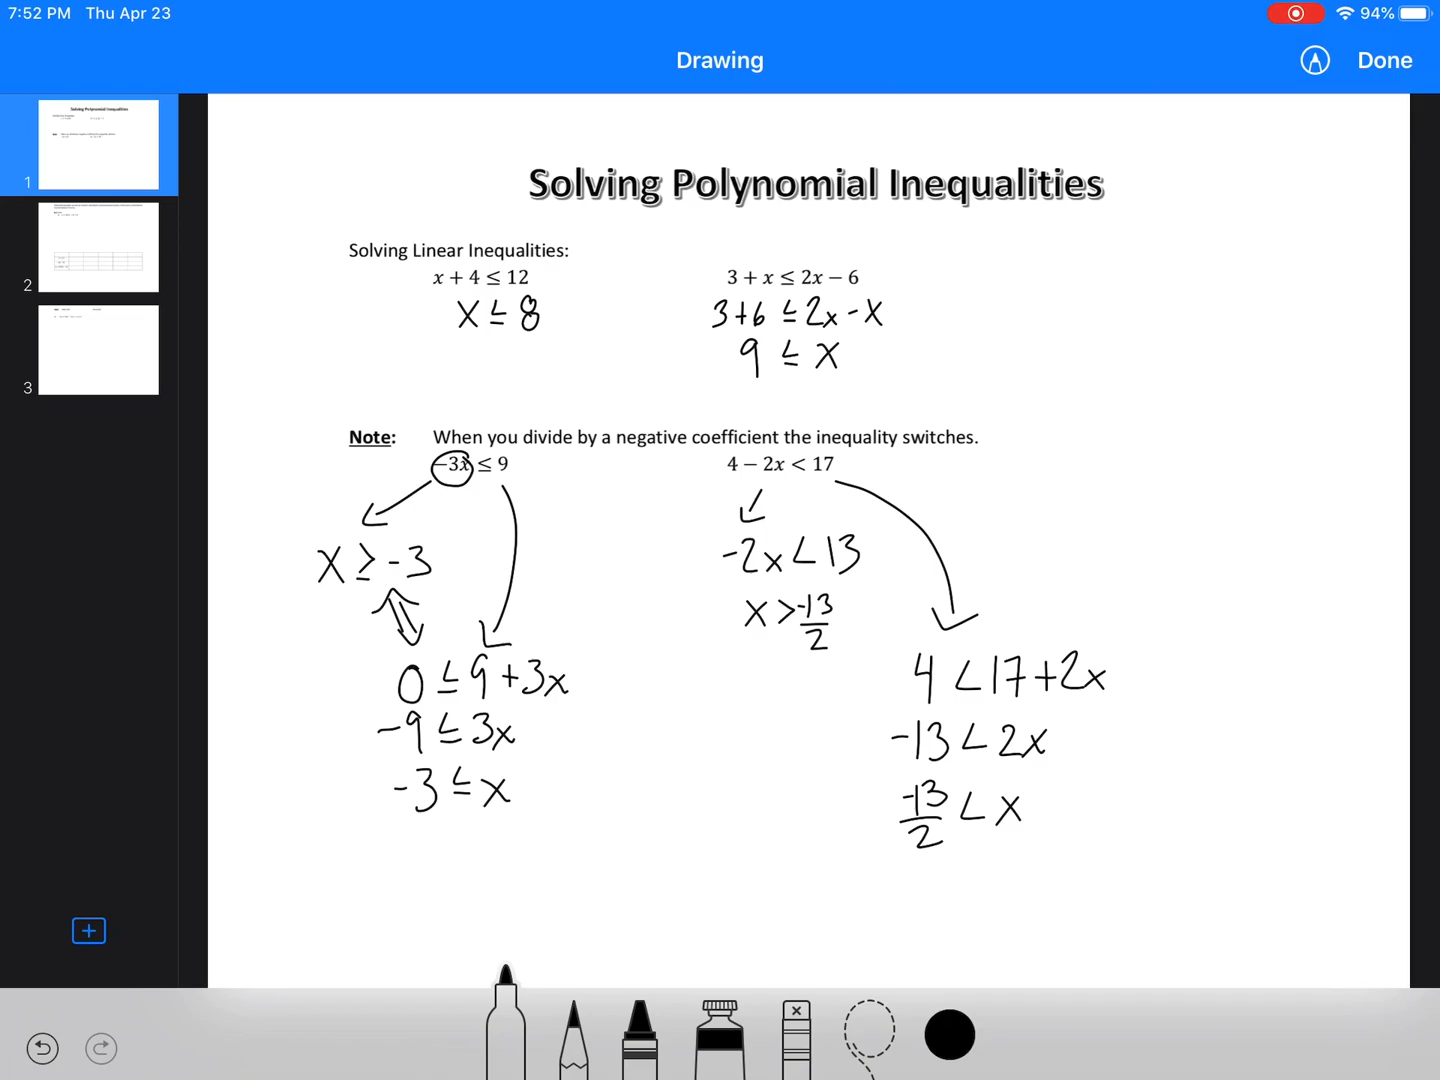 7:52 PM Thu Apr 23
94%
Drawing
Done
1
2
3
Solving Polynomial Inequalities
Solving Linear Inequalities:
x + 4 ≤ 12
x ≤ 8
3 + x ≤ 2x − 6
3+6 ≤ 2x - x
9 ≤ x
Note: When you divide by a negative coefficient the inequality switches.
−3x ≤ 9
x ≥ -3
0 ≤ 9 + 3x
-9 ≤ 3x
-3 ≤ x
4 − 2x < 17
-2x < 13
x > -13/2
4 < 17 + 2x
-13 < 2x
-13/2 < x